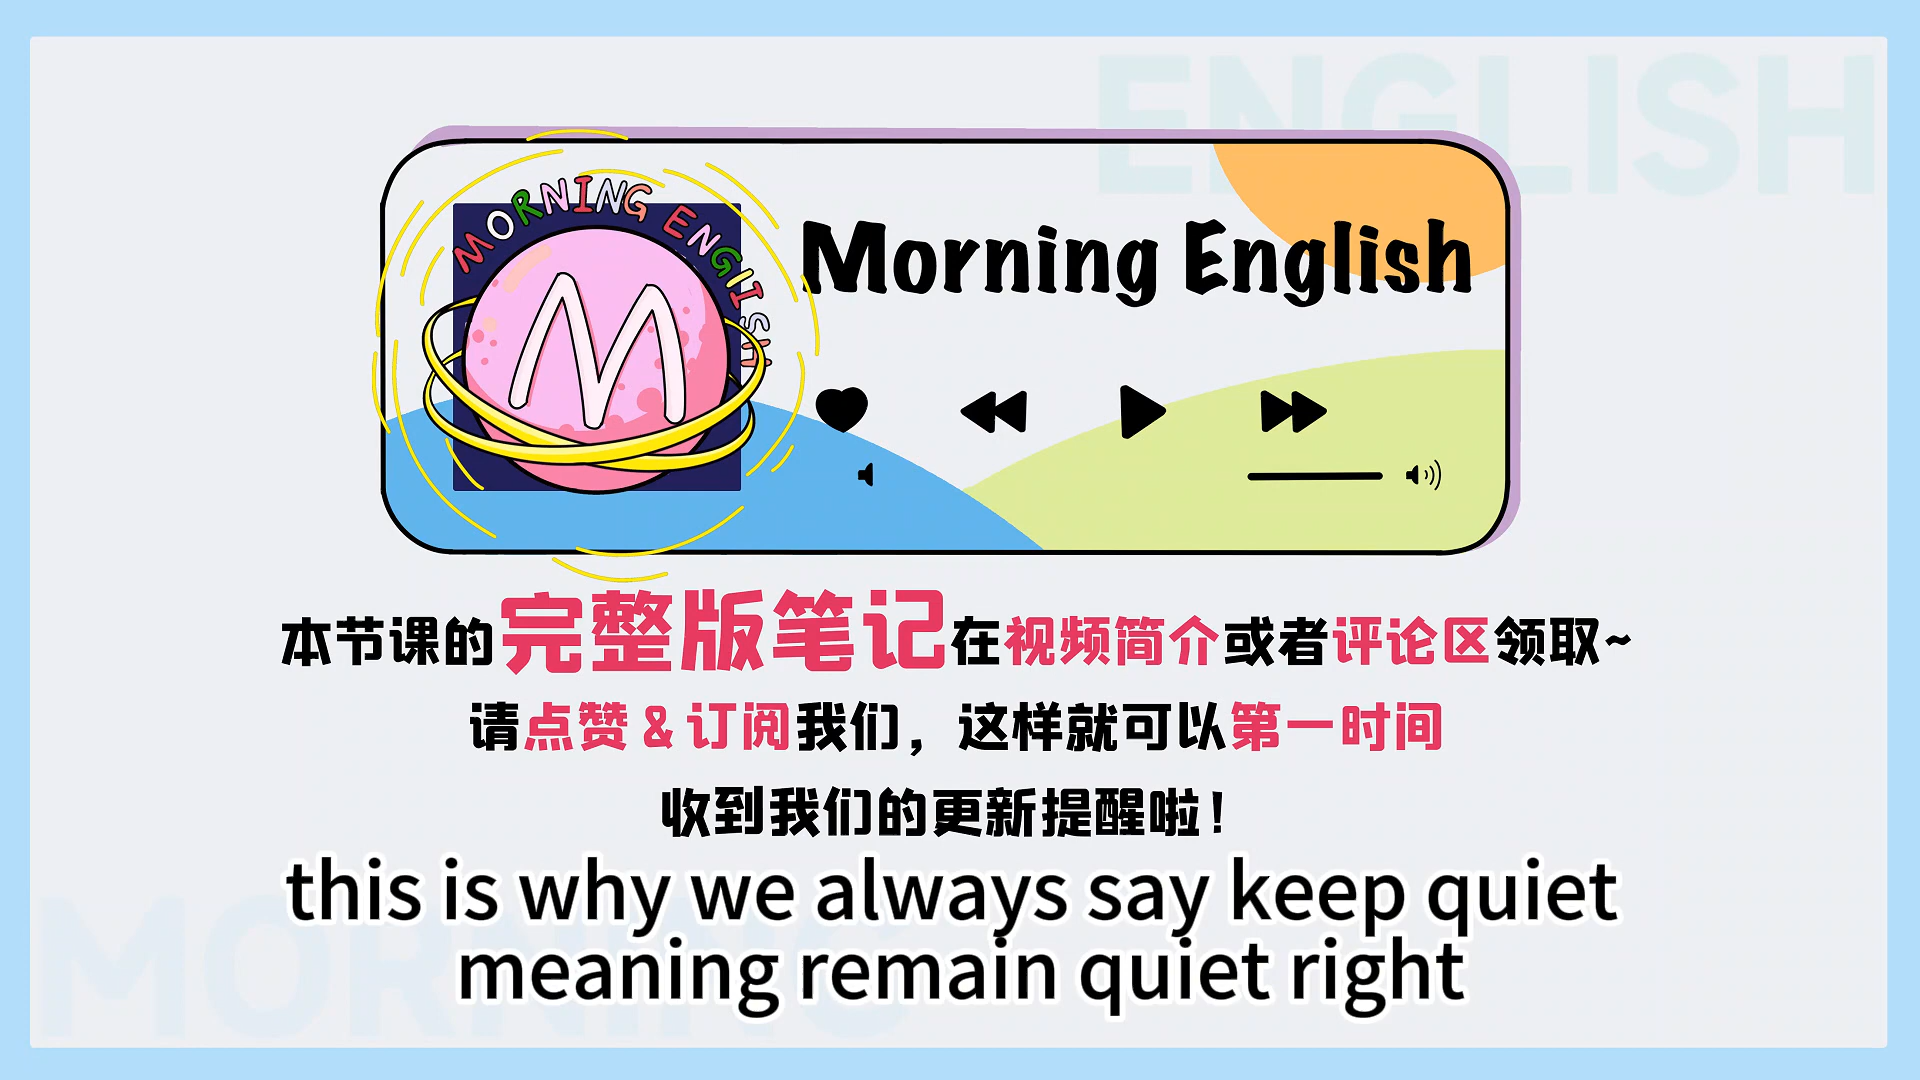 ENGLISH
MORNING ENGLISH
M
Morning English
本节课的完整版笔记在视频简介或者评论区领取~
请点赞&订阅我们，这样就可以第一时间
收到我们的更新提醒啦！
this is why we always say keep quiet
meaning remain quiet right
MORNING